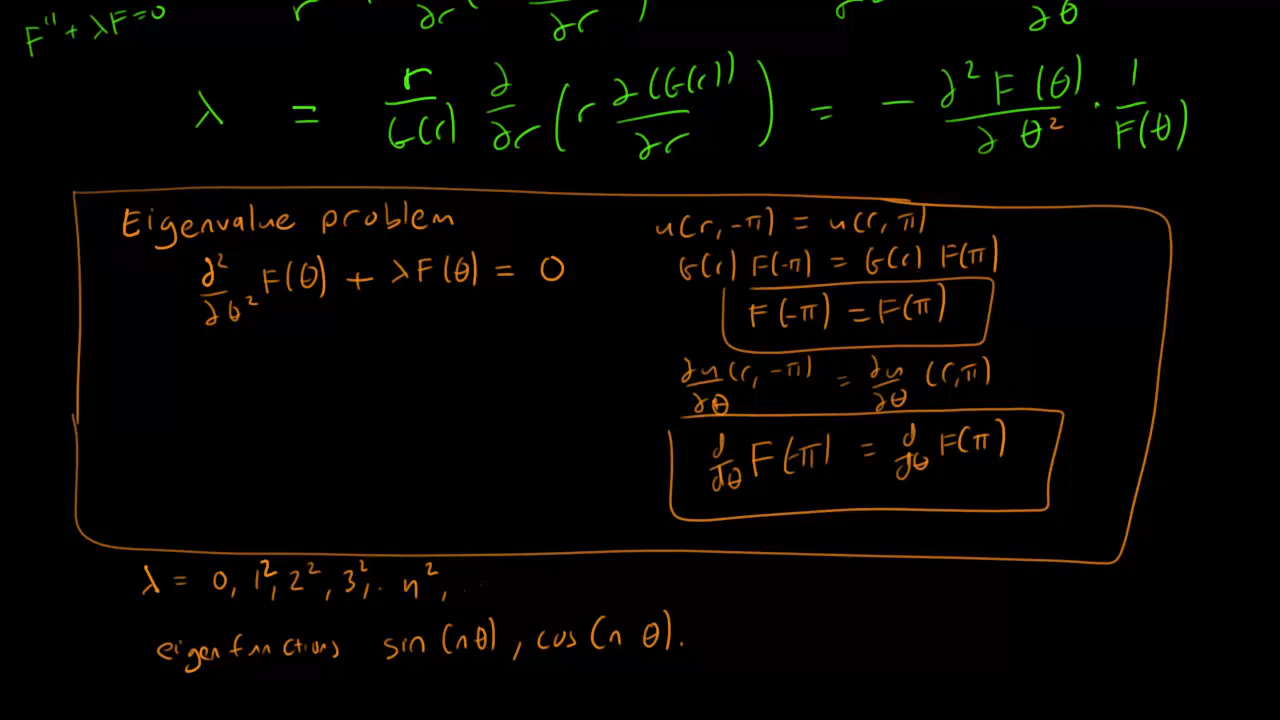 F'' + λF = 0
r ∂/∂r ( ∂r ) ∂θ
λ = r/G(r) ∂/∂r ( r ∂(G(r))/∂r ) = − ∂²F(θ)/∂θ² · 1/F(θ)
Eigenvalue problem
∂²/∂θ² F(θ) + λF(θ) = 0
u(r, -π) = u(r, π)
G(r) F(-π) = G(r) F(π)
F(-π) = F(π)
∂u/∂θ (r, -π) = ∂u/∂θ (r, π)
d/dθ F(-π) = d/dθ F(π)
λ = 0, 1², 2², 3², .. n², .
eigenfunctions sin(nθ), cos(nθ).